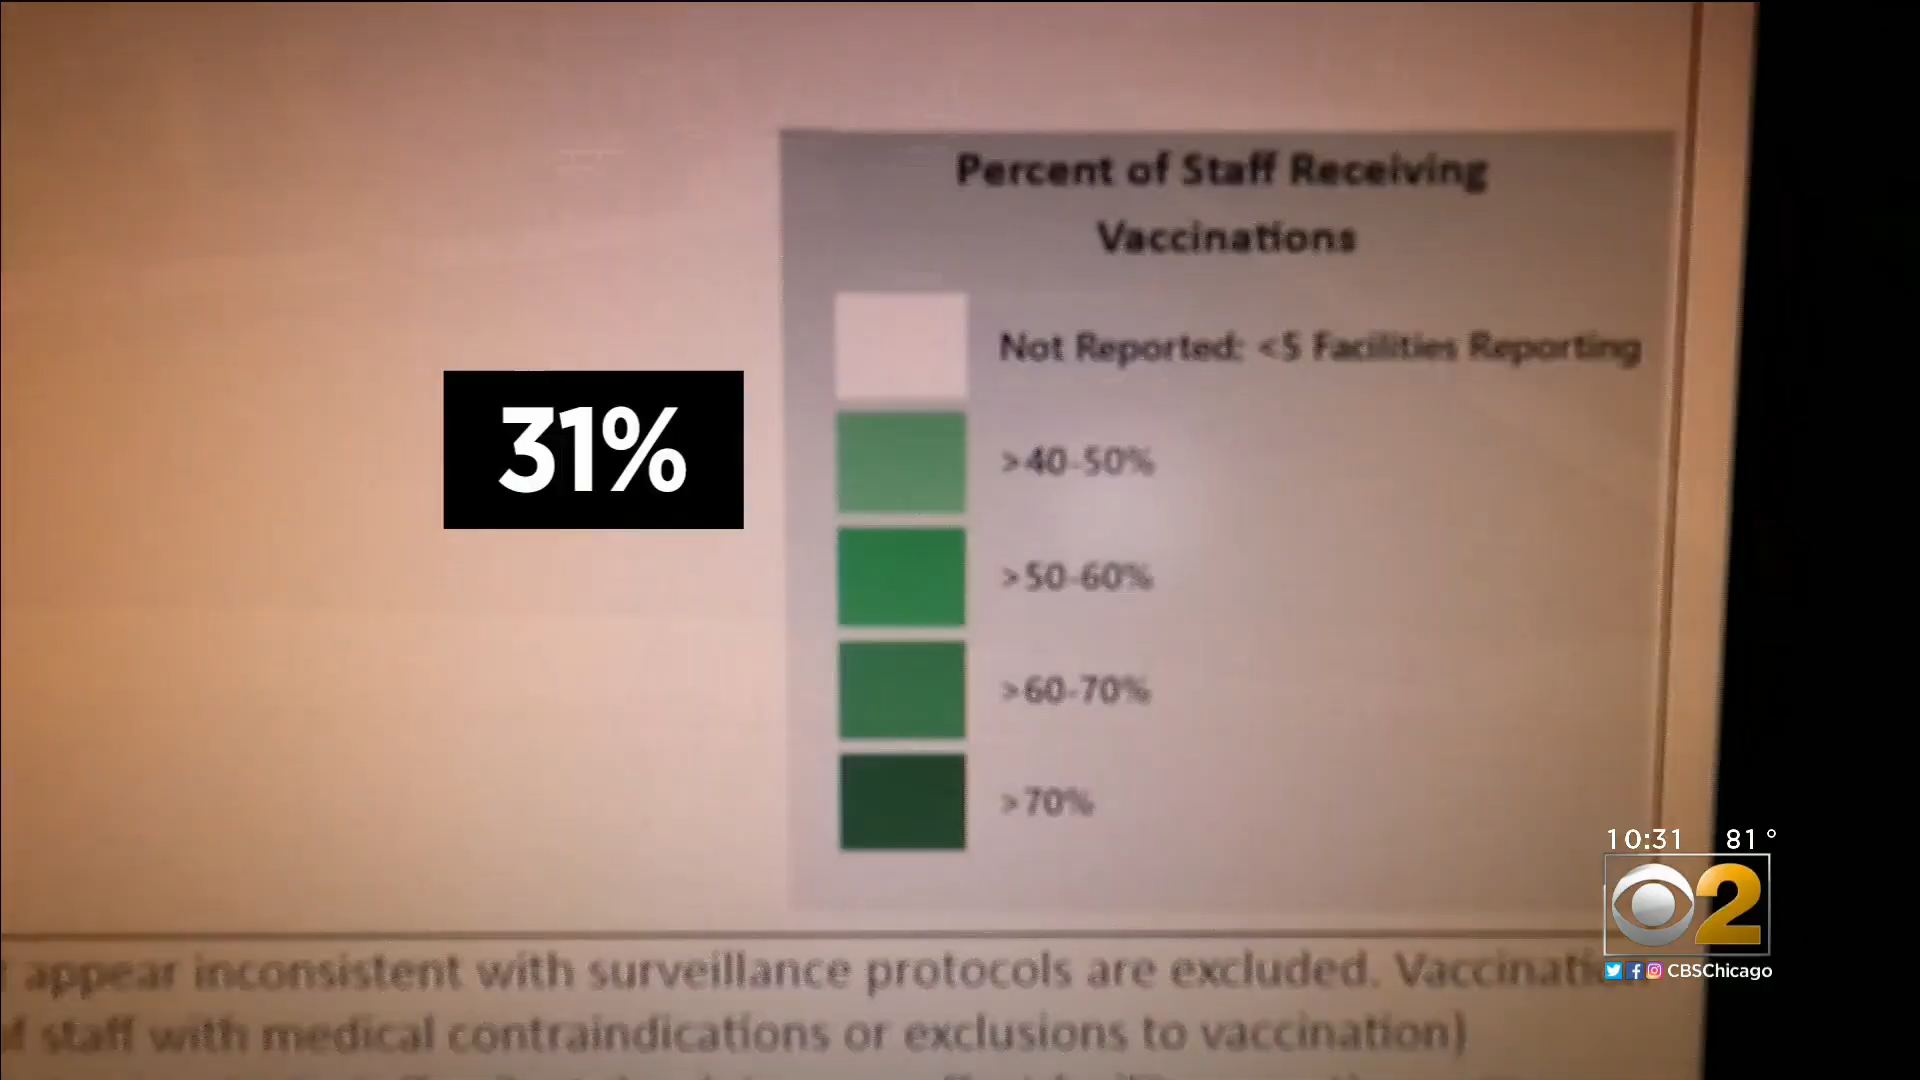 Percent of Staff Receiving
Vaccinations
Not Reported: <5 Facilities Reporting
31%
>40-50%
>50-60%
>60-70%
>70%
10:31 81°
2
CBSChicago
appear inconsistent with surveillance protocols are excluded.
of staff with medical contraindications or exclusions to vaccination)